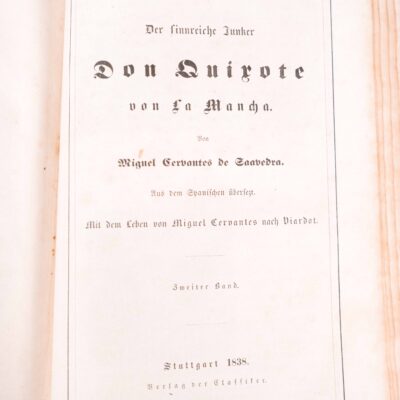 Der sinnreiche Junker
Don Quixote
von La Mancha.
Von
Miguel Cervantes de Saavedra.
Aus dem Spanischen übersezt.
Mit dem Leben von Miguel Cervantes nach Viardot.
Zweiter Band.
Stuttgart 1838.
Verlag der Classiker.